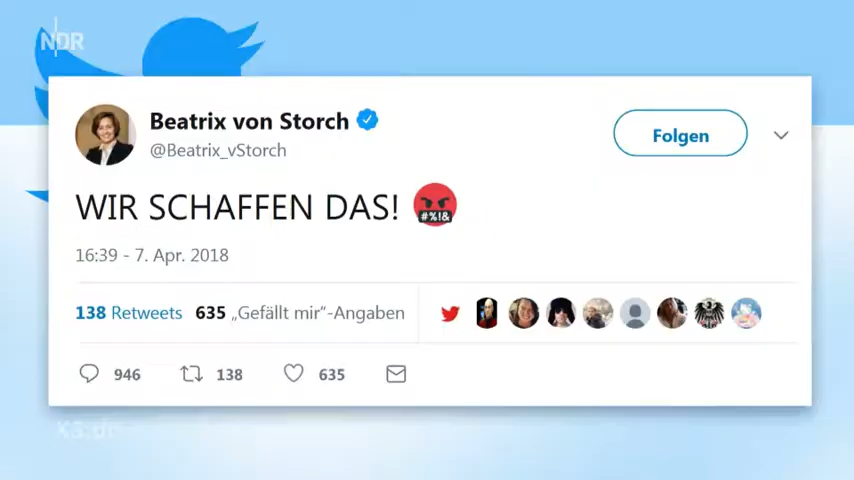 NDR
Beatrix von Storch
@Beatrix_vStorch
Folgen
WIR SCHAFFEN DAS!
#%!&
16:39 - 7. Apr. 2018
138 Retweets 635 „Gefällt mir“-Angaben
946 138 635